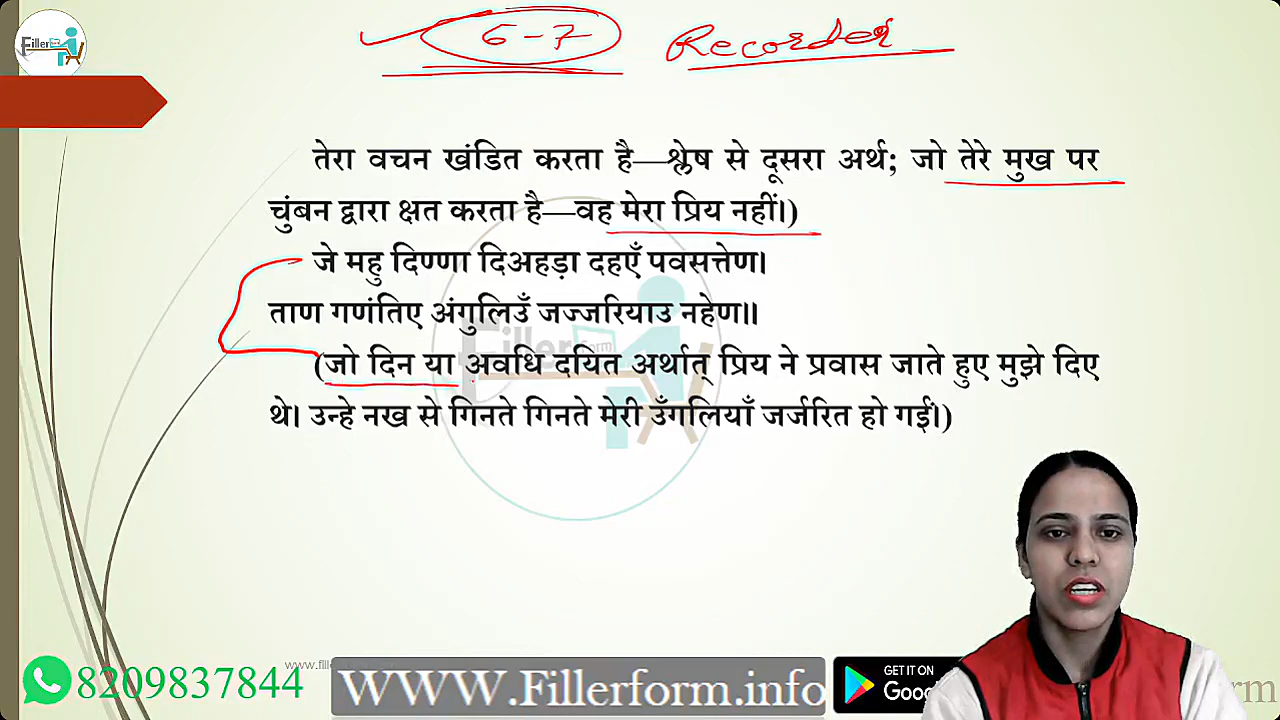 Fillerform
6-7 Recorder
तेरा वचन खंडित करता है—श्लेष से दूसरा अर्थ; जो तेरे मुख पर
चुंबन द्वारा क्षत करता है—वह मेरा प्रिय नहीं।)
जे महु दिण्णा दिअहड़ा दहएँ पवसत्तेण।
ताण गणंतिए अंगुलिउँ जज्जरियाउ नहेण॥
(जो दिन या अवधि दयित अर्थात् प्रिय ने प्रवास जाते हुए मुझे दिए
थे। उन्हे नख से गिनते गिनते मेरी उँगलियाँ जर्जरित हो गईं।)
8209837844
WWW.Fillerform.info
GET IT ON